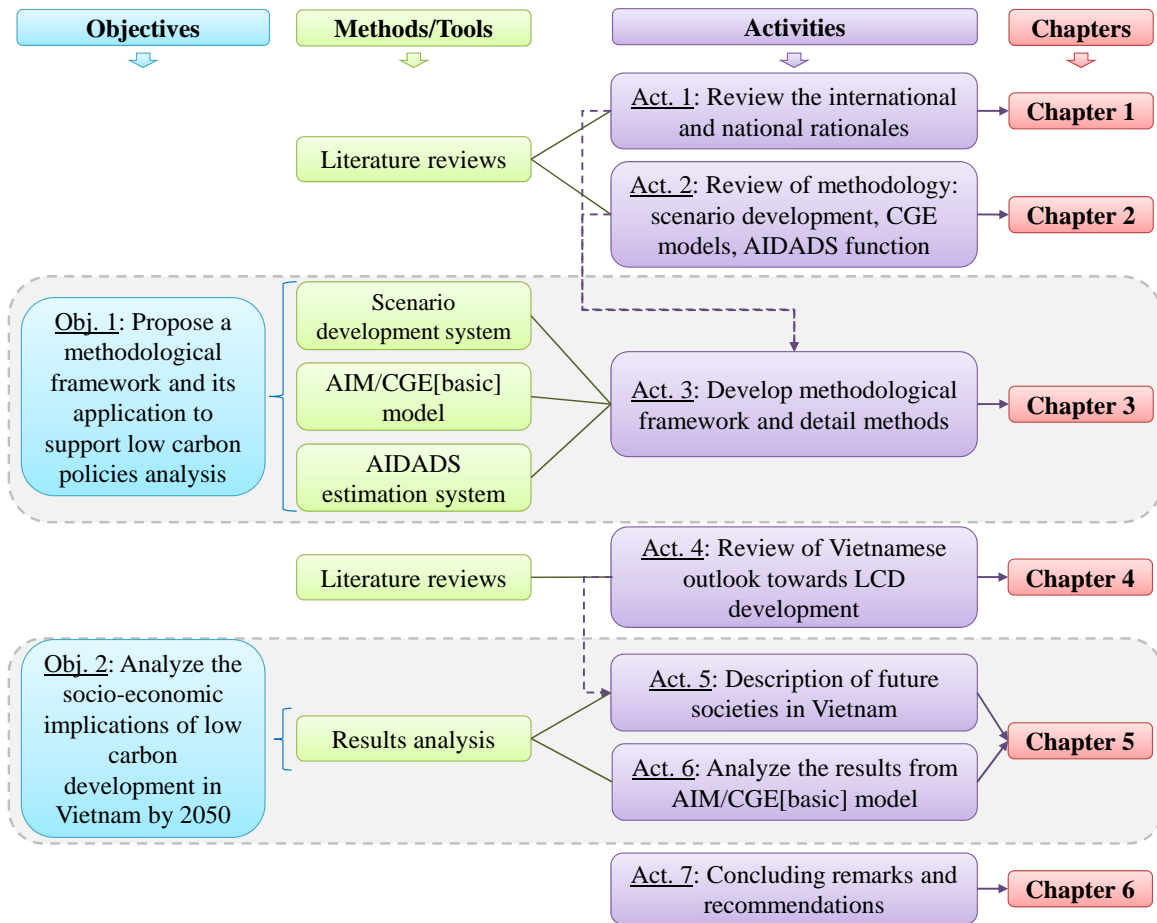 Objectives
Methods/Tools
Activities
Chapters
Act. 1: Review the international
and national rationales
Chapter 1
Literature reviews
Act. 2: Review of methodology:
scenario development, CGE
models, AIDADS function
Chapter 2
Obj. 1: Propose a
methodological
framework and its
application to
support low carbon
policies analysis
Scenario
development system
AIM/CGE[basic]
model
AIDADS
estimation system
Act. 3: Develop methodological
framework and detail methods
Chapter 3
Literature reviews
Act. 4: Review of Vietnamese
outlook towards LCD
development
Chapter 4
Obj. 2: Analyze the
socio-economic
implications of low
carbon
development in
Vietnam by 2050
Results analysis
Act. 5: Description of future
societies in Vietnam
Act. 6: Analyze the results from
AIM/CGE[basic] model
Chapter 5
Act. 7: Concluding remarks and
recommendations
Chapter 6